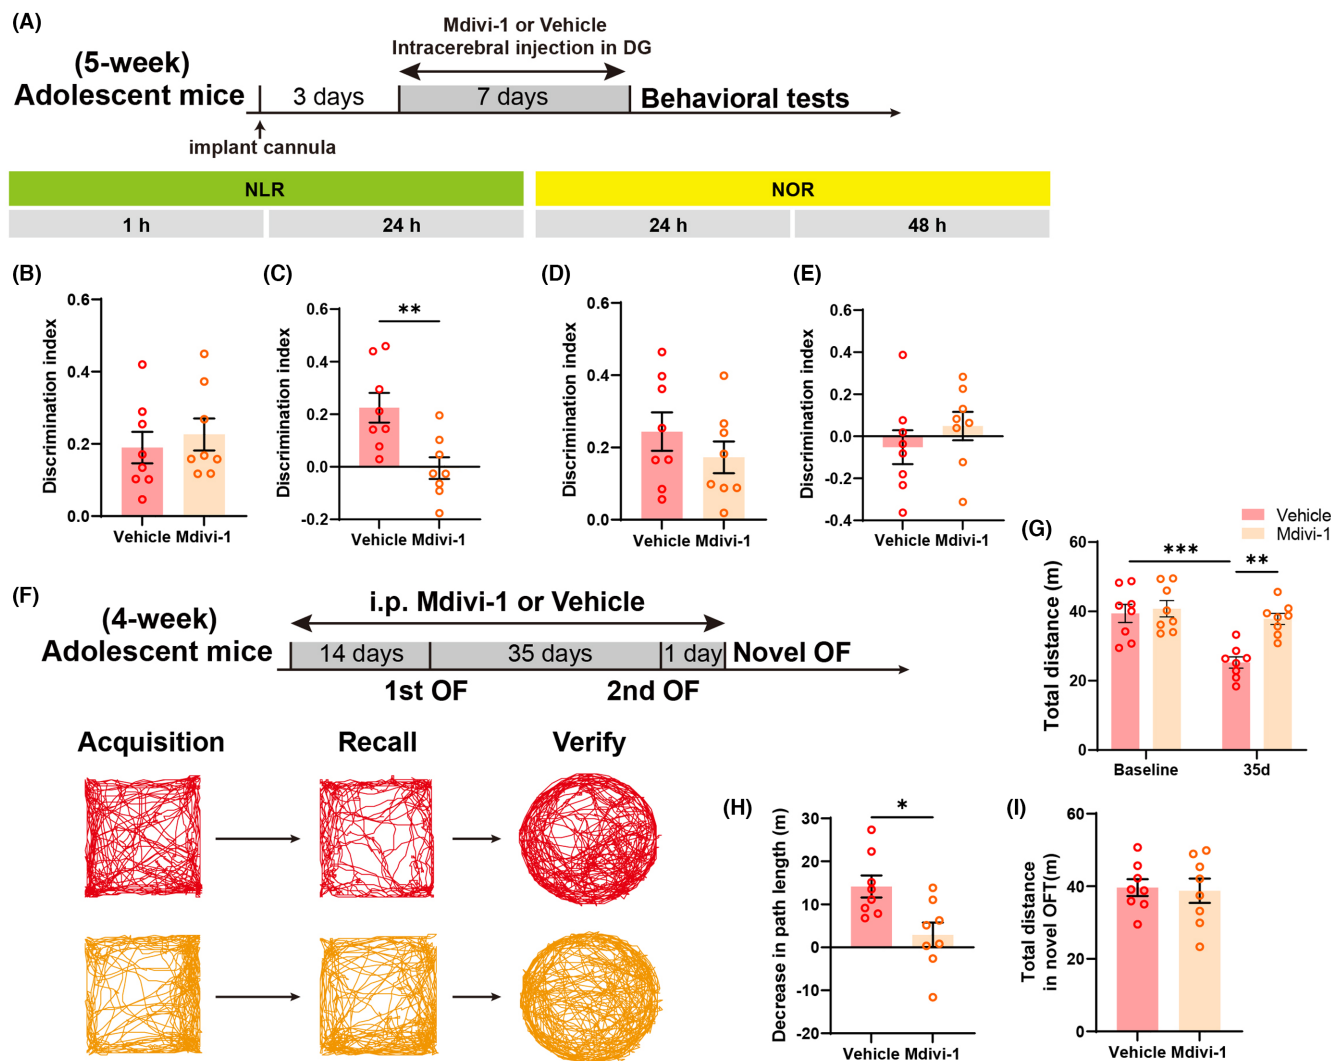 (A)
Mdivi-1 or Vehicle
Intracerebral injection in DG
(5-week)
Adolescent mice
3 days
7 days
Behavioral tests
implant cannula
NLR
NOR
1 h
24 h
24 h
48 h
(B)
Discrimination index
0.6
0.4
0.2
0.0
Vehicle Mdivi-1
(C)
Discrimination index
0.6
0.4
0.2
0.0
-0.2
**
Vehicle Mdivi-1
(D)
Discrimination index
0.6
0.4
0.2
0.0
Vehicle Mdivi-1
(E)
Discrimination index
0.6
0.4
0.2
0.0
-0.2
-0.4
Vehicle Mdivi-1
(F)
(4-week)
Adolescent mice
i.p. Mdivi-1 or Vehicle
14 days
35 days
1 day
Novel OF
1st OF
2nd OF
Acquisition
Recall
Verify
(G)
Vehicle
Mdivi-1
Total distance (m)
60
40
20
0
***
**
Baseline
35d
(H)
Decrease in path length (m)
30
20
10
0
-10
-20
*
Vehicle Mdivi-1
(I)
Total distance
in novel OFT(m)
60
40
20
0
Vehicle Mdivi-1